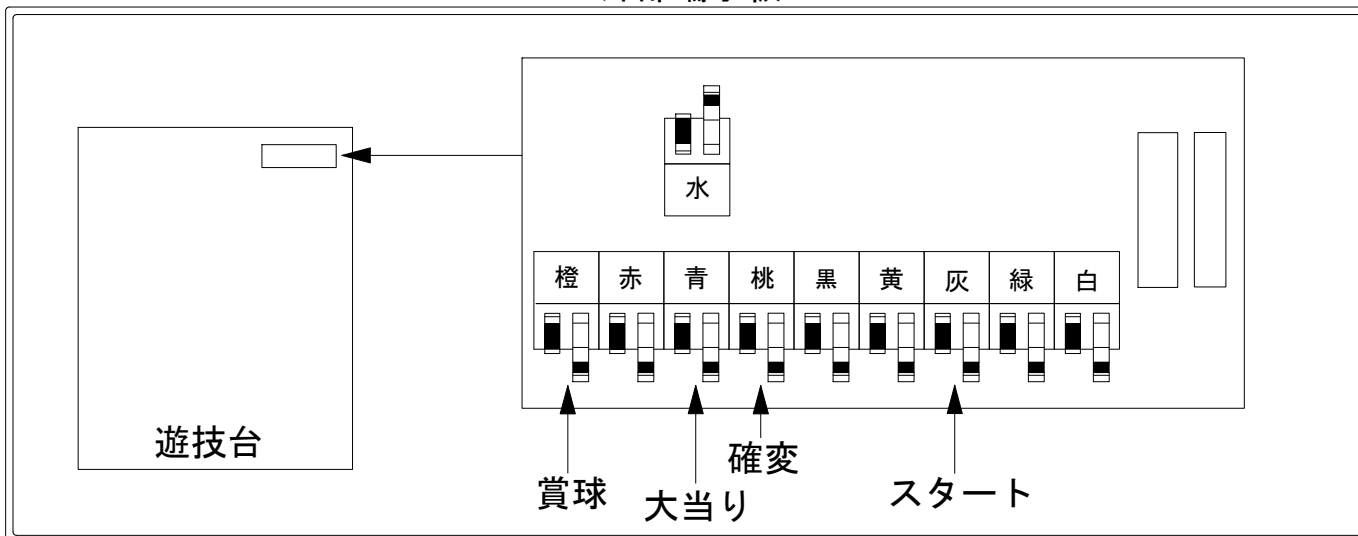 水
橙 赤 青 桃 黒 黄 灰 緑 白
遊技台
賞球
大当り
確変
スタート